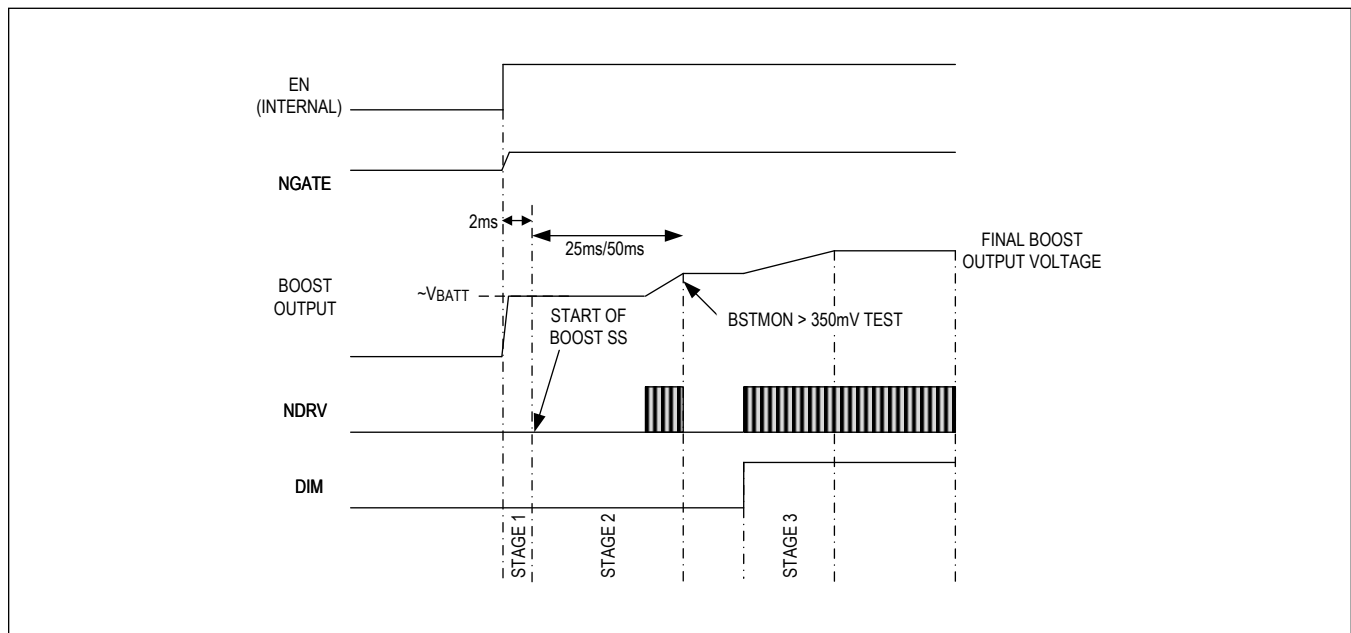 EN
(INTERNAL)
NGATE
2ms
25ms/50ms
FINAL BOOST
OUTPUT VOLTAGE
BOOST
OUTPUT
~VBATT
START OF
BOOST SS
BSTMON > 350mV TEST
NDRV
DIM
STAGE 1
STAGE 2
STAGE 3